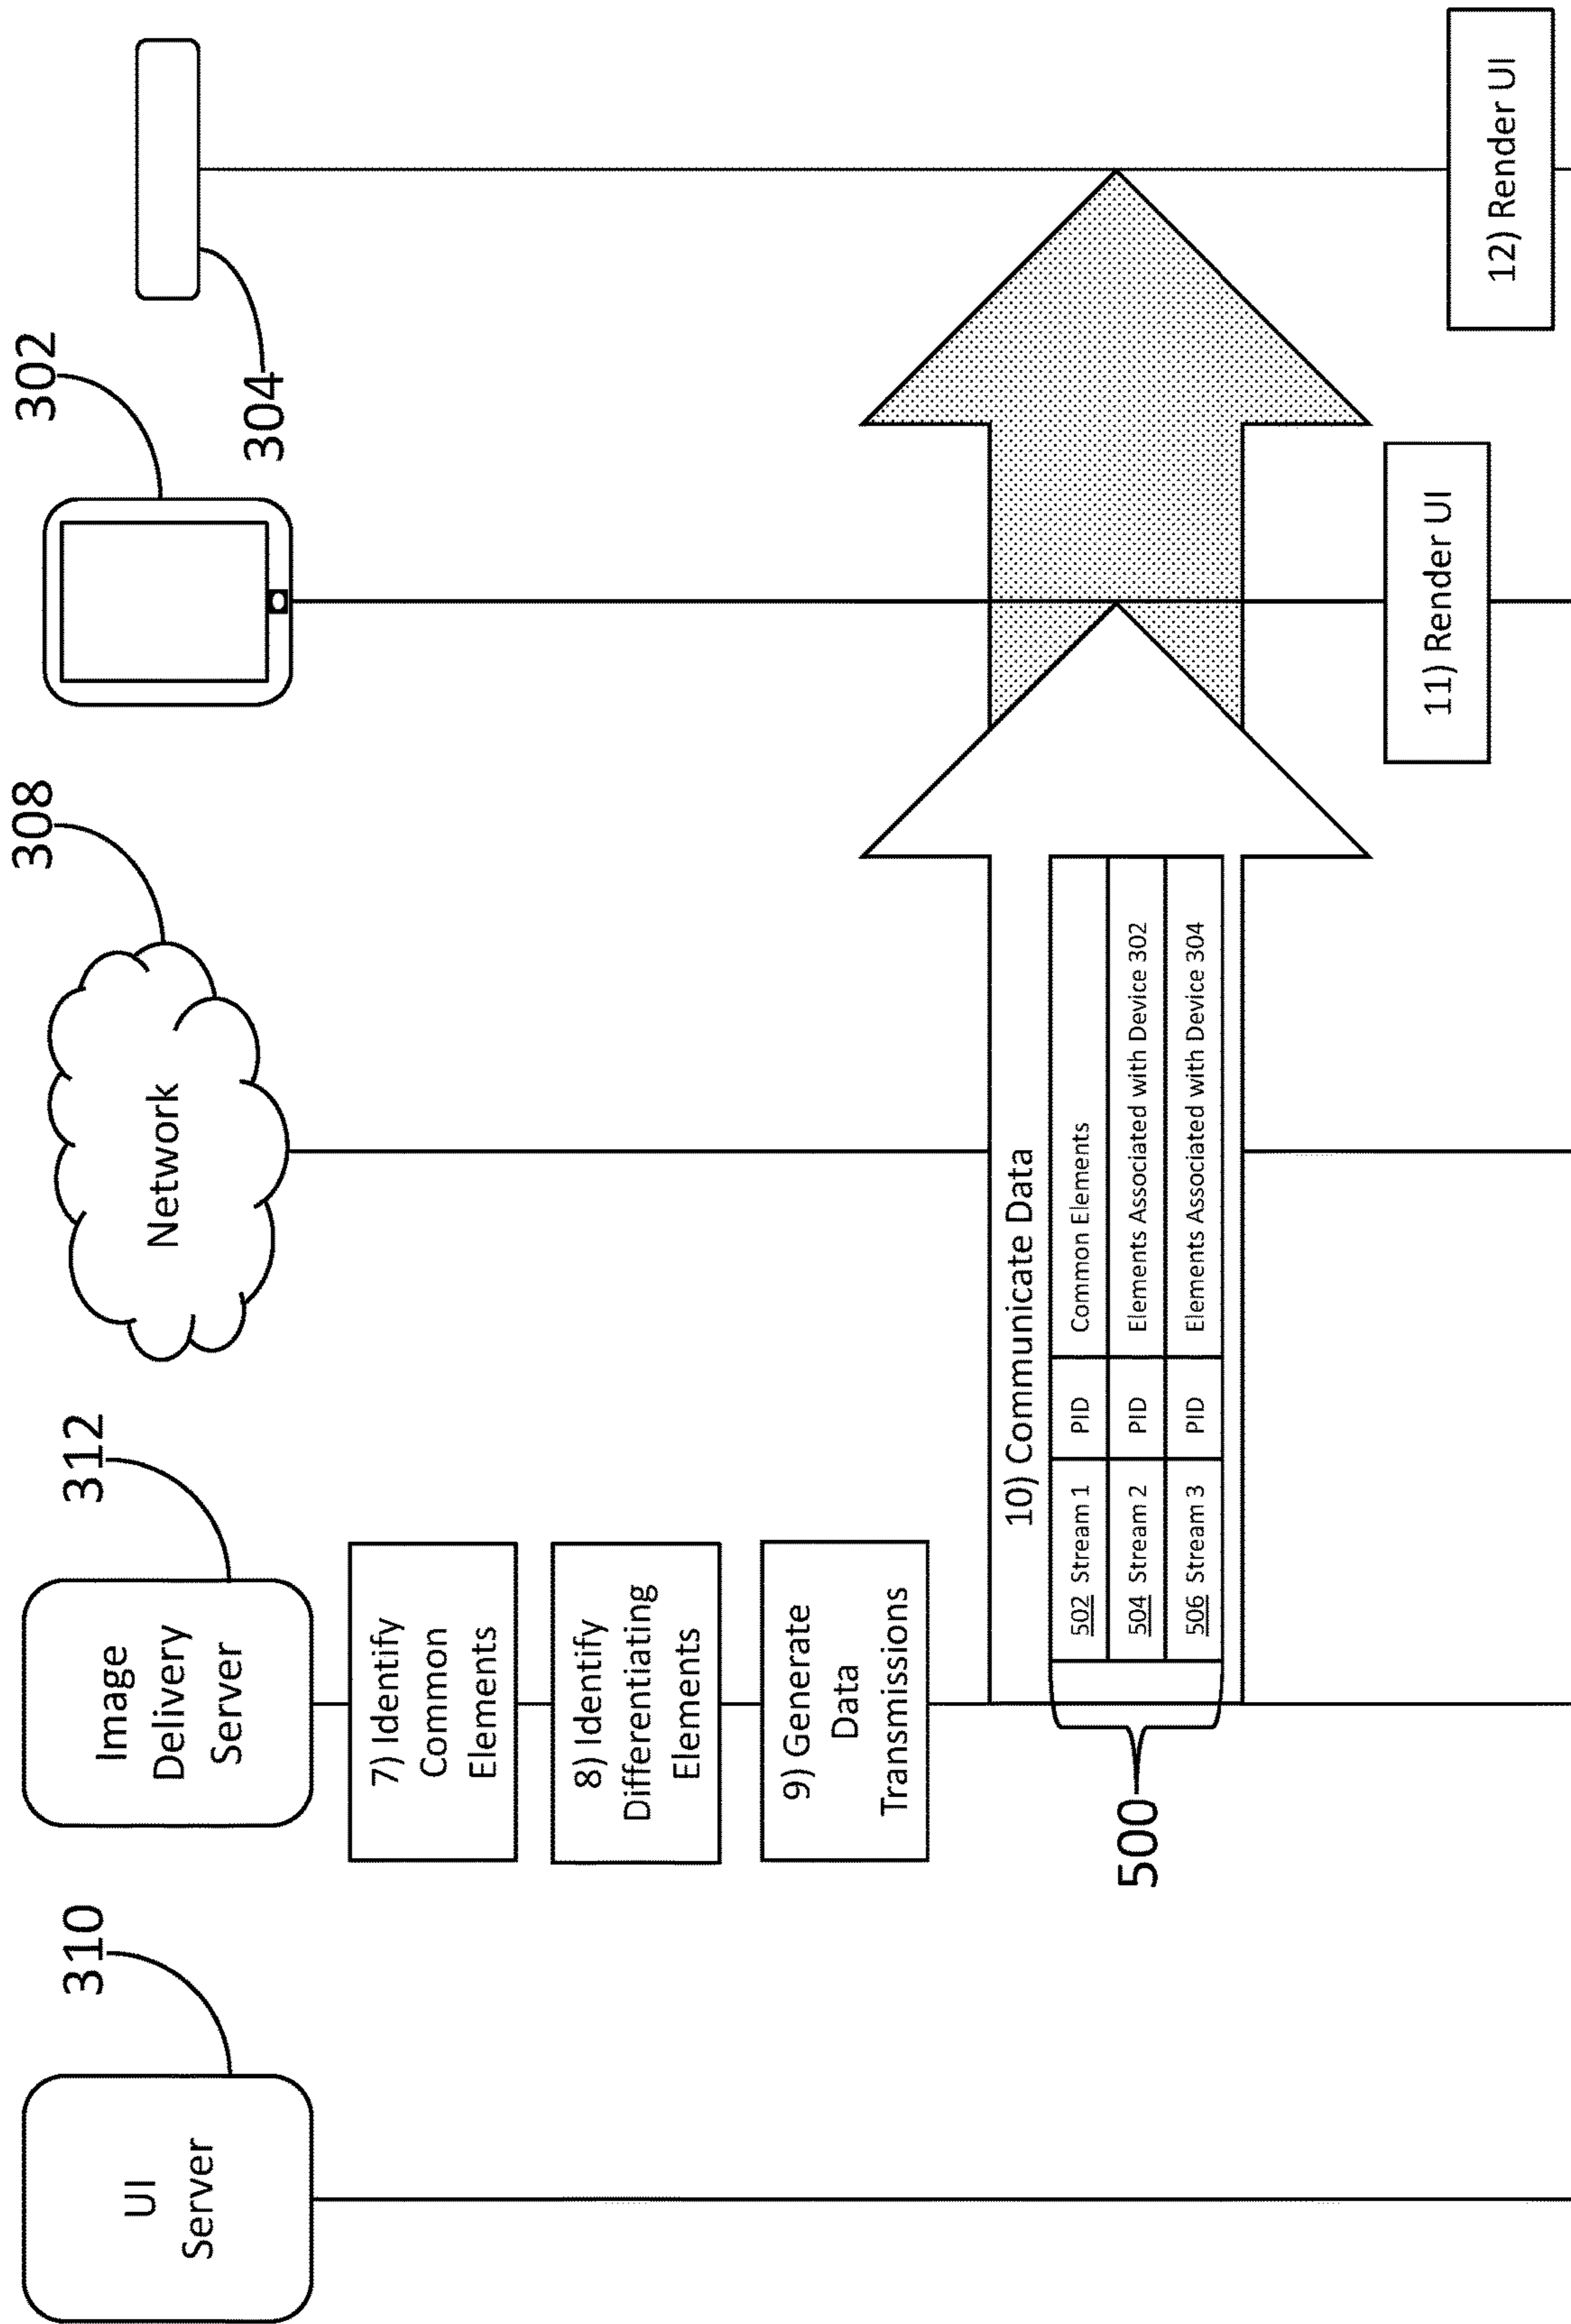 310
UI
Server
312
Image
Delivery
Server
308
Network
302
304
7) Identify
Common
Elements
8) Identify
Differentiating
Elements
9) Generate
Data
Transmissions
10) Communicate Data
502 Stream 1 PID Common Elements
504 Stream 2 PID Elements Associated with Device 302
506 Stream 3 PID Elements Associated with Device 304
500
11) Render UI
12) Render UI